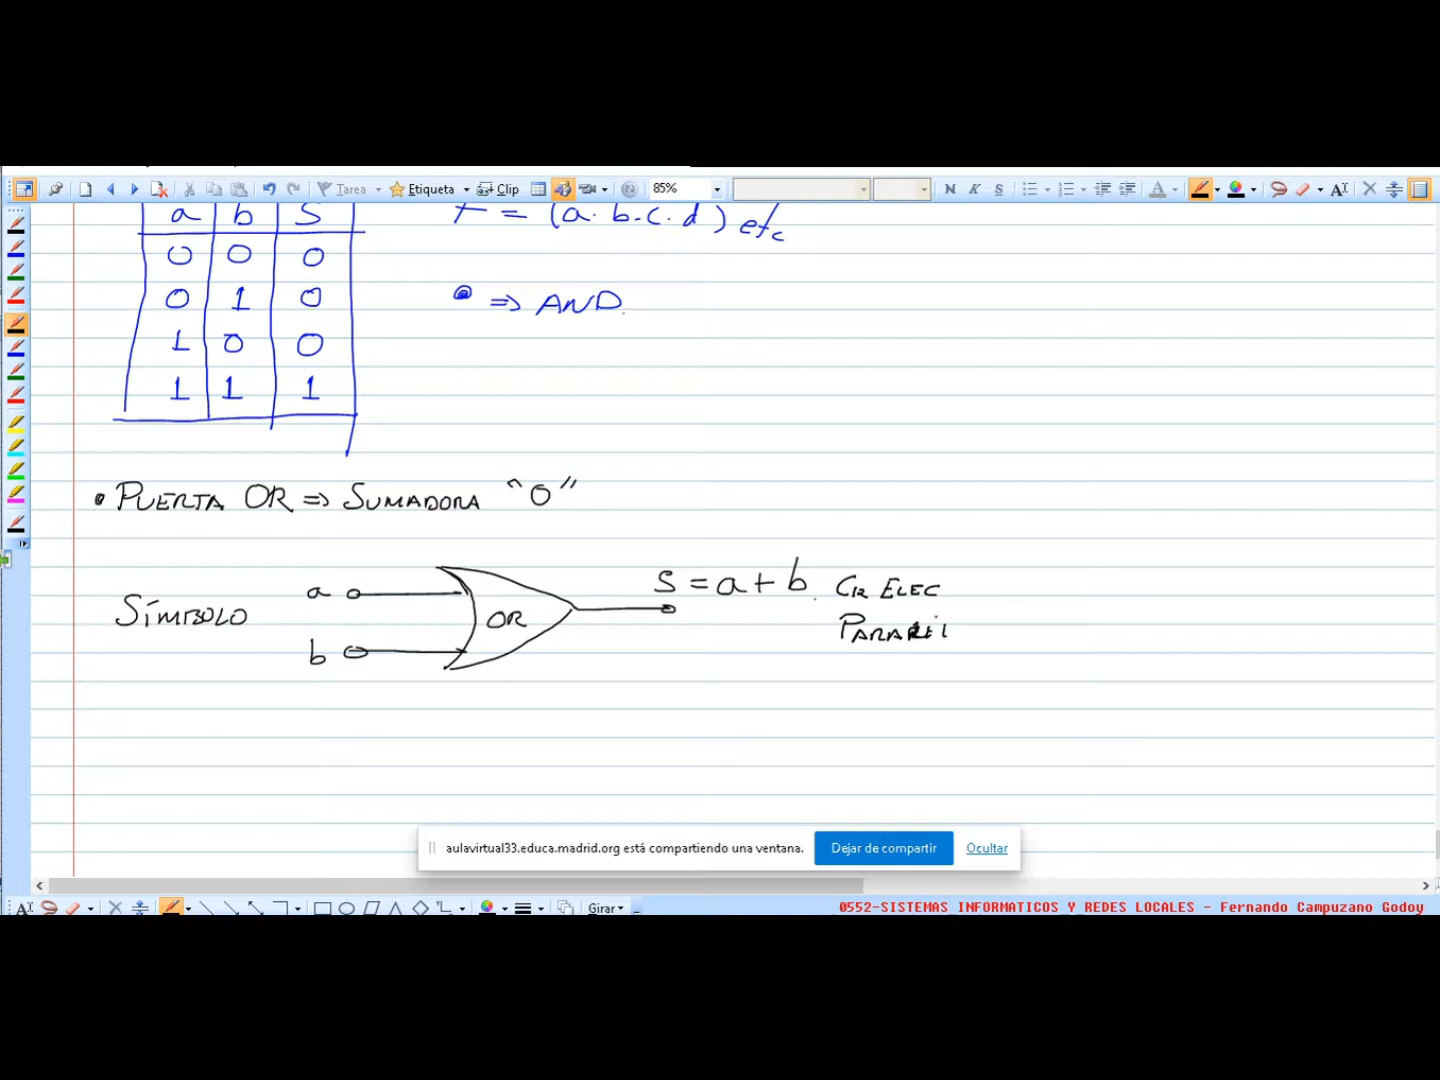 Tarea Etiqueta Clip 85% N K S A
a b S
F = (a. b. c. d) etc
0 0 0
0 1 0
⇒ AND.
1 0 0
1 1 1
• PUERTA OR ⇒ SUMADORA "O"
S = a + b. CIR ELEC
a
OR
SÍMBOLO
b
aulavirtual33.educa.madrid.org está compartiendo una ventana. Dejar de compartir Ocultar
Girar
0552-SISTEMAS INFORMATICOS Y REDES LOCALES - Fernando Campuzano Godoy